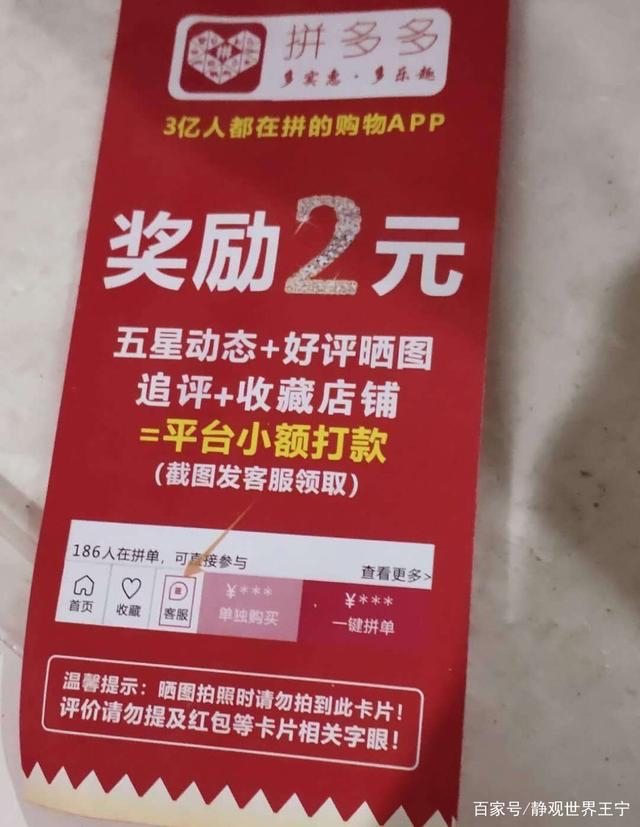 拼
拼多多
多实惠·多乐趣
3亿人都在拼的购物APP
奖励2元
五星动态+好评晒图
追评+收藏店铺
=平台小额打款
(截图发客服领取)
186人在拼单，可直接参与
查看更多>
¥***
¥***
首页
收藏
客服
单独购买
一键拼单
温馨提示：晒图拍照时请勿拍到此卡片！
评价请勿提及红包等卡片相关字眼！
百家号/静观世界王宁